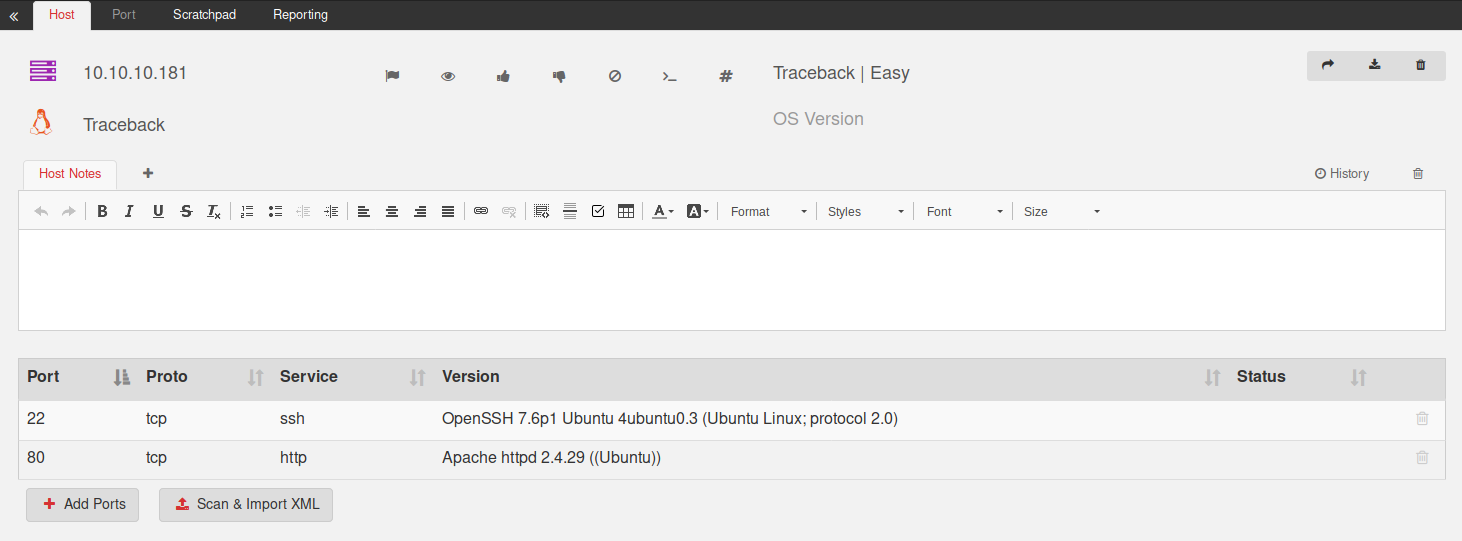 Host Port Scratchpad Reporting
10.10.10.181 Traceback | Easy
Traceback OS Version
Host Notes History
Format Styles Font Size
Port Proto Service Version Status
22 tcp ssh OpenSSH 7.6p1 Ubuntu 4ubuntu0.3 (Ubuntu Linux; protocol 2.0)
80 tcp http Apache httpd 2.4.29 ((Ubuntu))
Add Ports Scan & Import XML